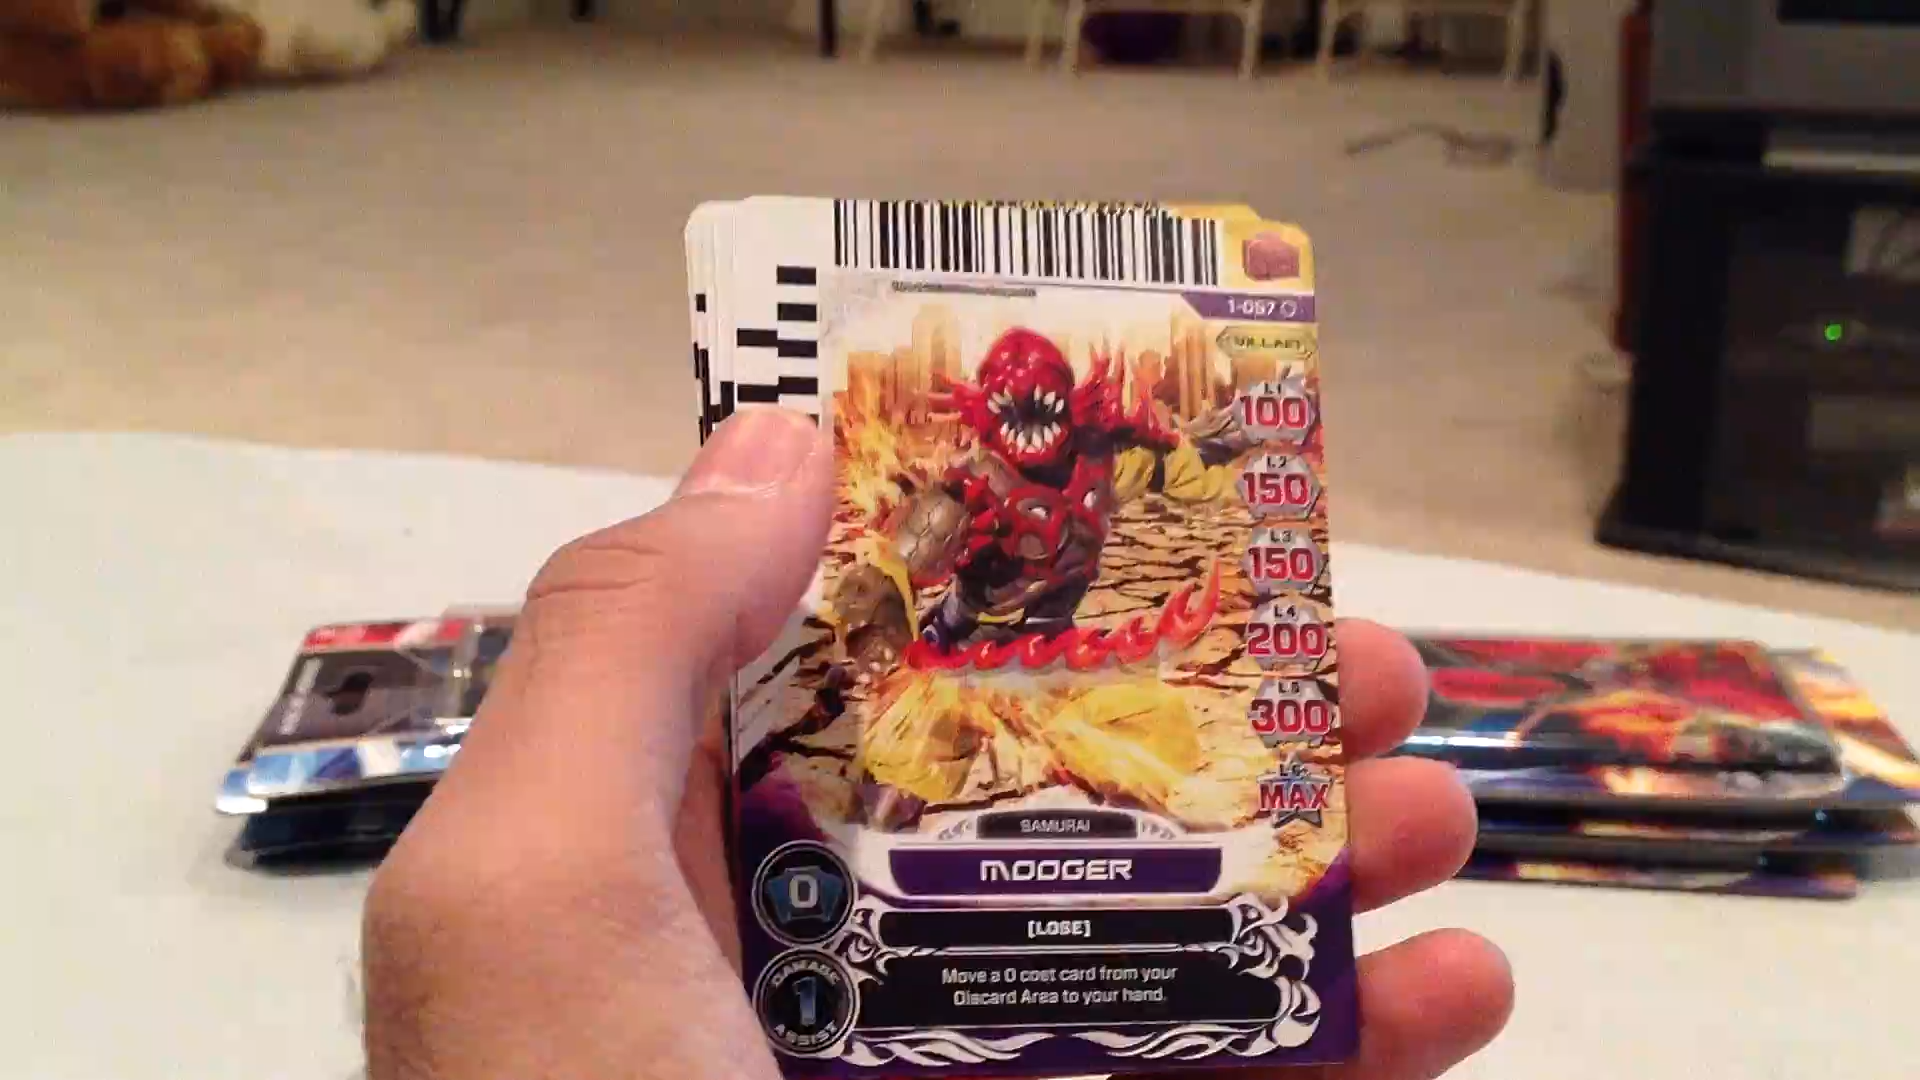 1-057
VILLAIN
L1
100
L2
150
L3
150
L4
200
L5
300
L6
MAX
SAMURAI
MOOGER
0
[LOSE]
Move a 0 cost card from your
Discard Area to your hand.
DAMAGE
1
ASSIST